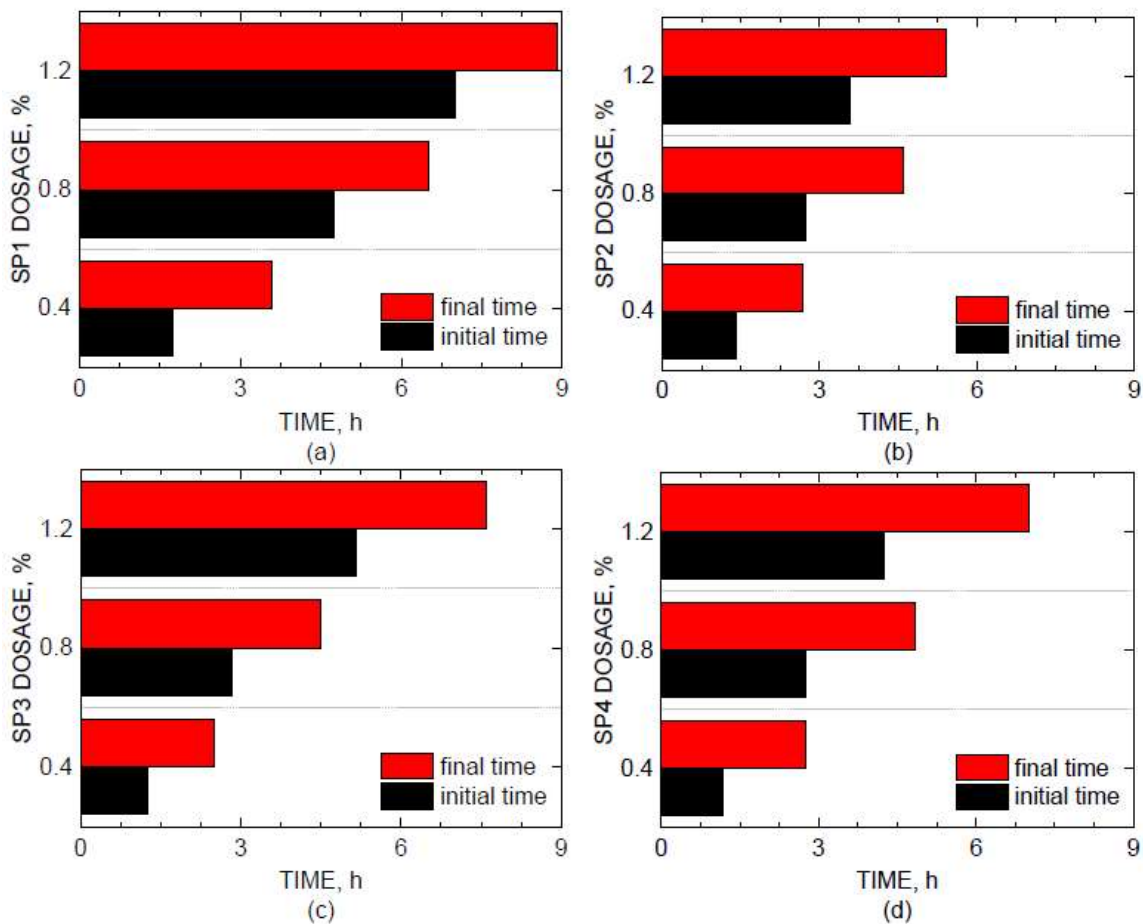 SP1 DOSAGE, %
1.2
0.8
0.4
final time
initial time
0 3 6 9
TIME, h
(a)
SP2 DOSAGE, %
1.2
0.8
0.4
final time
initial time
0 3 6 9
TIME, h
(b)
SP3 DOSAGE, %
1.2
0.8
0.4
final time
initial time
0 3 6 9
TIME, h
(c)
SP4 DOSAGE, %
1.2
0.8
0.4
final time
initial time
0 3 6 9
TIME, h
(d)